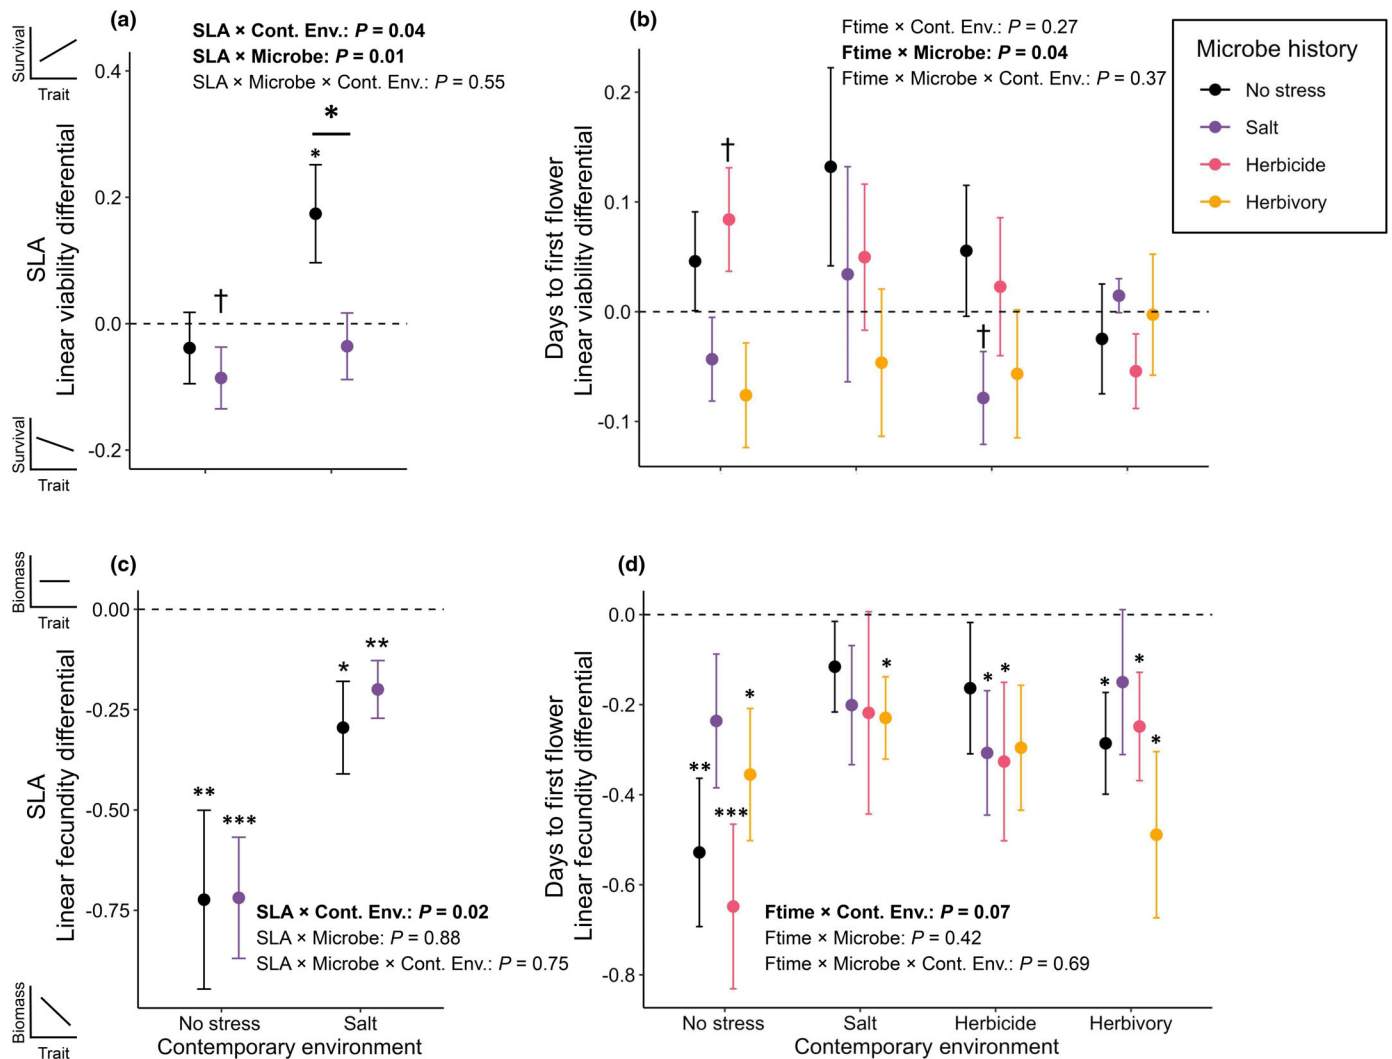 (a)
SLA × Cont. Env.: P = 0.04
SLA × Microbe: P = 0.01
SLA × Microbe × Cont. Env.: P = 0.55
Survival
Trait
SLA
Linear viability differential
0.4
0.2
0.0
-0.2
*
*
†
Survival
Trait
(b)
Ftime × Cont. Env.: P = 0.27
Ftime × Microbe: P = 0.04
Ftime × Microbe × Cont. Env.: P = 0.37
Days to first flower
Linear viability differential
0.2
0.1
0.0
-0.1
†
†
Microbe history
No stress
Salt
Herbicide
Herbivory
(c)
Biomass
Trait
SLA
Linear fecundity differential
0.00
-0.25
-0.50
-0.75
**
***
*
**
SLA × Cont. Env.: P = 0.02
SLA × Microbe: P = 0.88
SLA × Microbe × Cont. Env.: P = 0.75
Biomass
Trait
No stress
Salt
Contemporary environment
(d)
Days to first flower
Linear fecundity differential
0.0
-0.2
-0.4
-0.6
-0.8
**
***
*
*
*
*
*
*
*
Ftime × Cont. Env.: P = 0.07
Ftime × Microbe: P = 0.42
Ftime × Microbe × Cont. Env.: P = 0.69
No stress
Salt
Herbicide
Herbivory
Contemporary environment